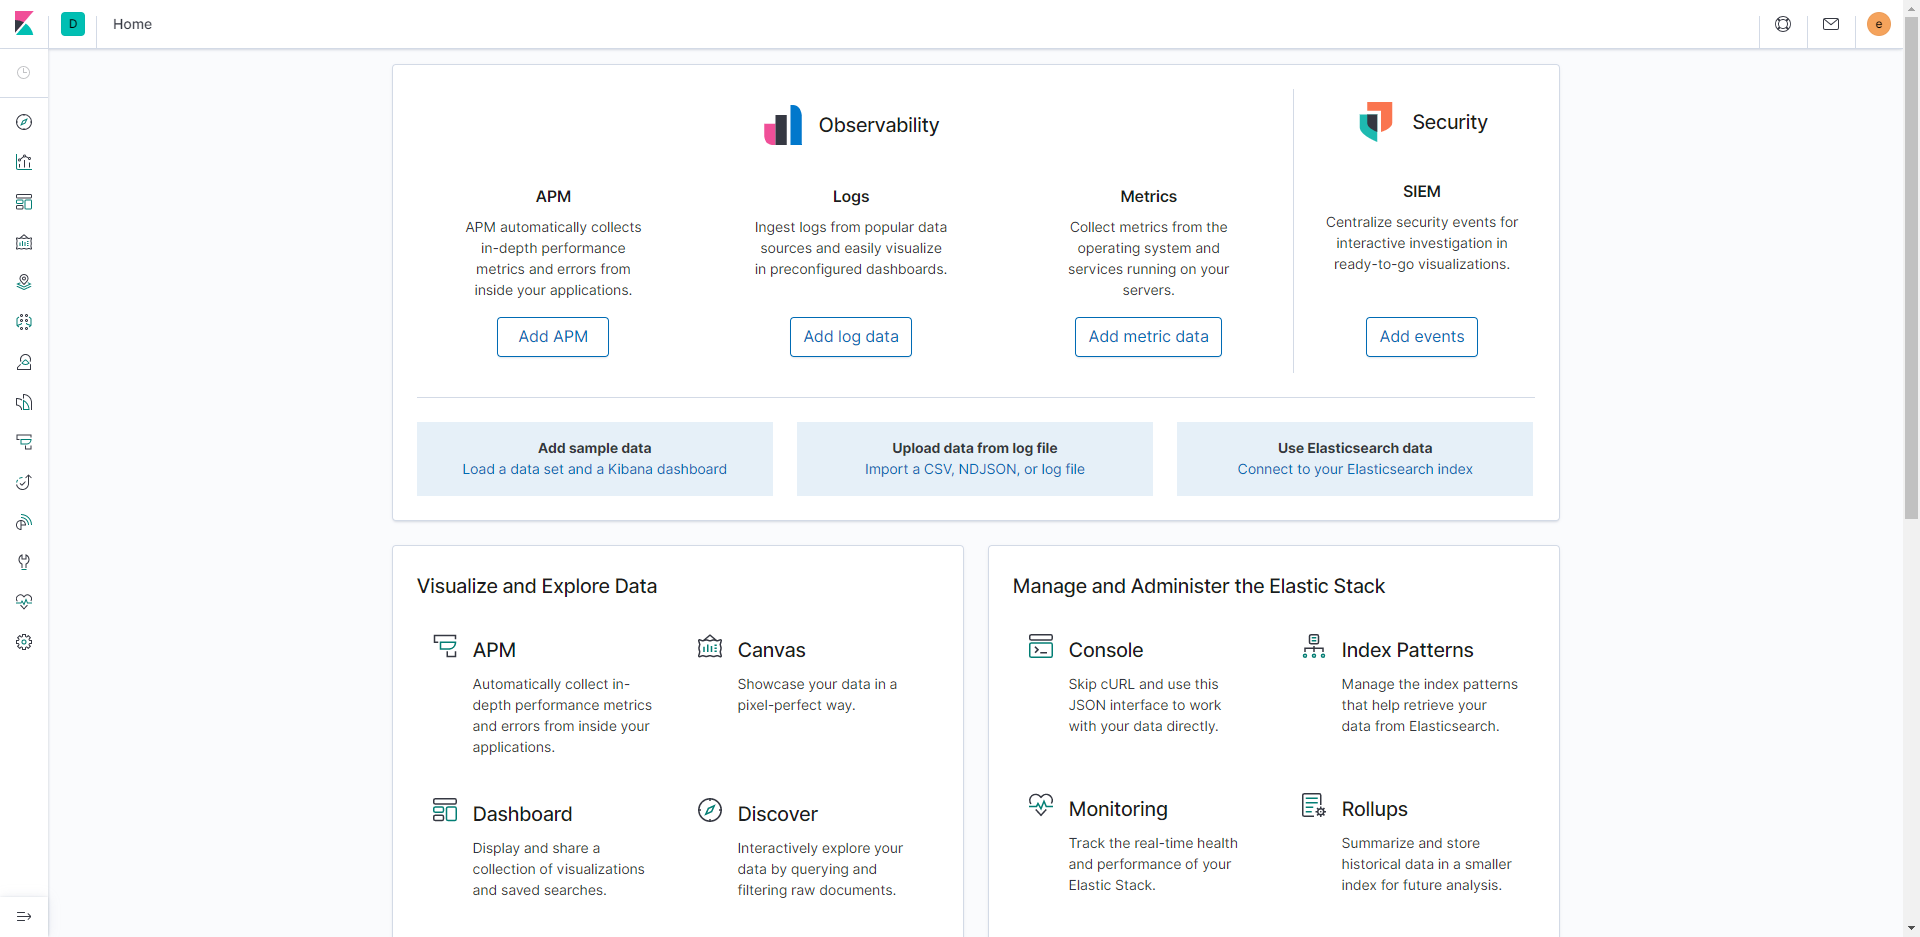 D
Home
e
Observability
Security
APM
APM automatically collects
in-depth performance
metrics and errors from
inside your applications.
Add APM
Logs
Ingest logs from popular data
sources and easily visualize
in preconfigured dashboards.
Add log data
Metrics
Collect metrics from the
operating system and
services running on your
servers.
Add metric data
SIEM
Centralize security events for
interactive investigation in
ready-to-go visualizations.
Add events
Add sample data
Load a data set and a Kibana dashboard
Upload data from log file
Import a CSV, NDJSON, or log file
Use Elasticsearch data
Connect to your Elasticsearch index
Visualize and Explore Data
APM
Automatically collect in-
depth performance metrics
and errors from inside your
applications.
Canvas
Showcase your data in a
pixel-perfect way.
Dashboard
Display and share a
collection of visualizations
and saved searches.
Discover
Interactively explore your
data by querying and
filtering raw documents.
Manage and Administer the Elastic Stack
Console
Skip cURL and use this
JSON interface to work
with your data directly.
Index Patterns
Manage the index patterns
that help retrieve your
data from Elasticsearch.
Monitoring
Track the real-time health
and performance of your
Elastic Stack.
Rollups
Summarize and store
historical data in a smaller
index for future analysis.